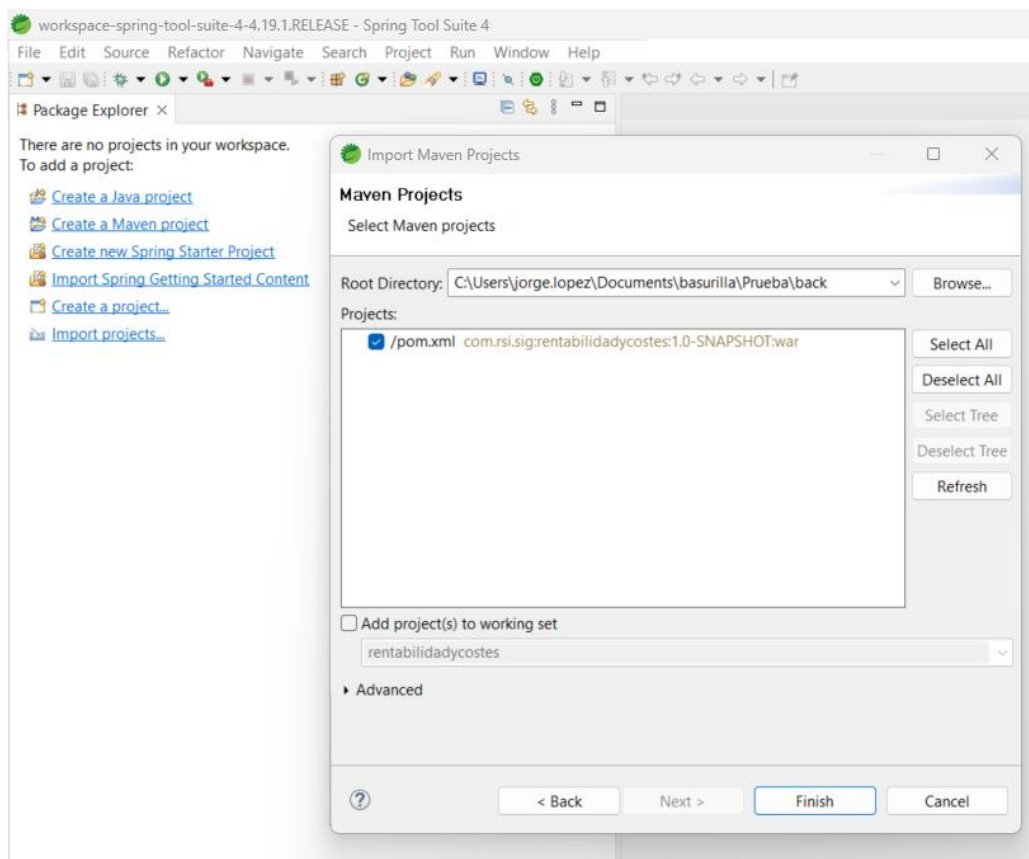 workspace-spring-tool-suite-4-4.19.1.RELEASE - Spring Tool Suite 4
File Edit Source Refactor Navigate Search Project Run Window Help
Package Explorer
There are no projects in your workspace.
To add a project:
Create a Java project
Create a Maven project
Create new Spring Starter Project
Import Spring Getting Started Content
Create a project...
Import projects...
Import Maven Projects
Maven Projects
Select Maven projects
Root Directory: C:\Users\jorge.lopez\Documents\basurilla\Prueba\back Browse...
Projects:
/pom.xml com.rsi.sig:rentabilidadycostes:1.0-SNAPSHOT:war
Select All
Deselect All
Select Tree
Deselect Tree
Refresh
Add project(s) to working set
rentabilidadycostes
Advanced
? < Back Next > Finish Cancel